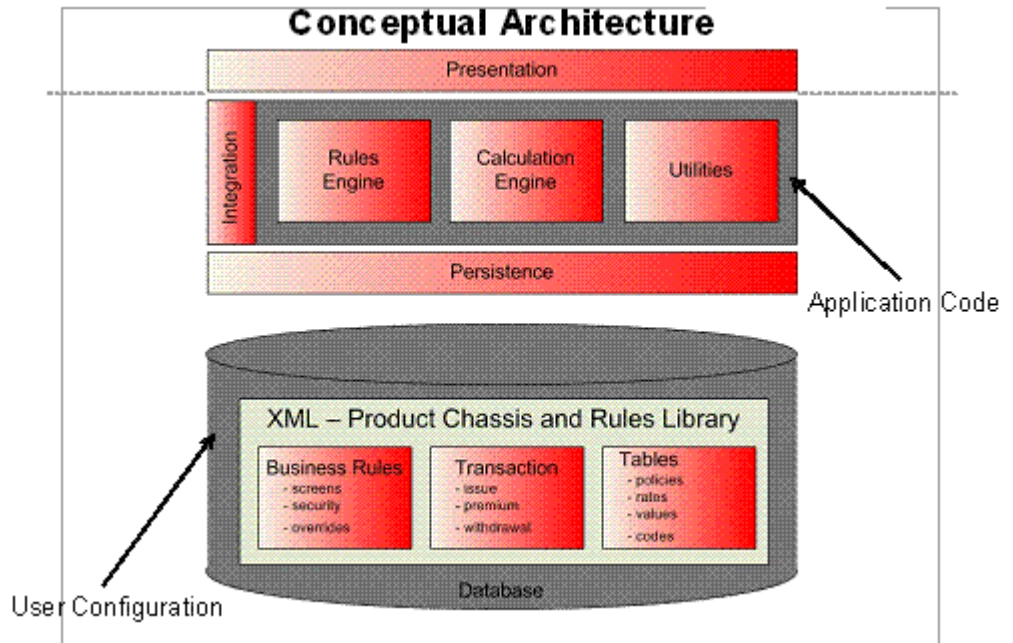 Conceptual Architecture
Presentation
Integration
Rules
Engine
Calculation
Engine
Utilities
Persistence
Application Code
XML – Product Chassis and Rules Library
Business Rules
- screens
- security
- overrides
Transaction
- issue
- premium
- withdrawal
Tables
- policies
- rates
- values
- codes
Database
User Configuration